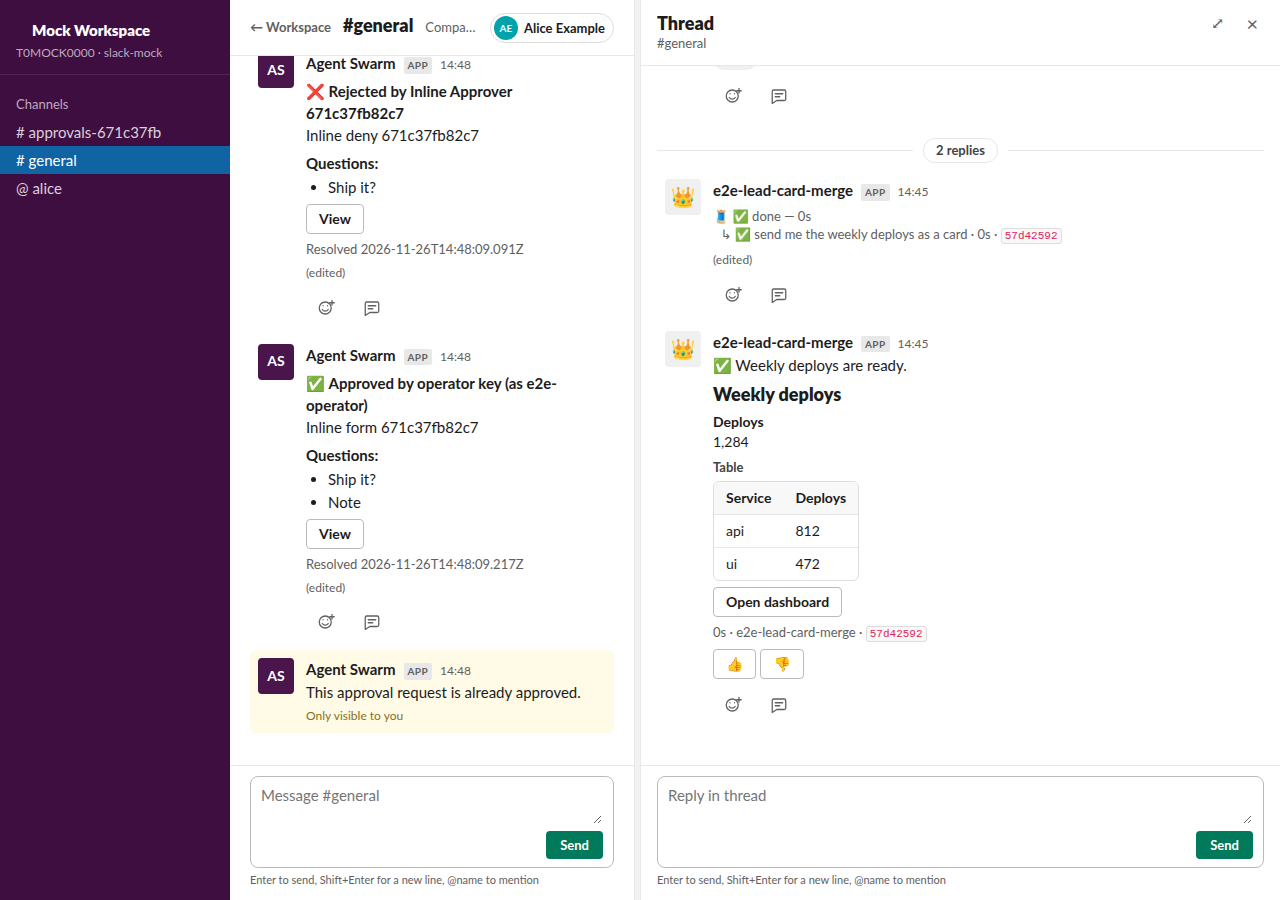 Mock Workspace
T0MOCK0000 · slack-mock
Channels
# approvals-671c37fb
# general
@ alice
← Workspace #general Compa... AE Alice Example
AS Agent Swarm APP 14:48
❌ Rejected by Inline Approver
671c37fb82c7
Inline deny 671c37fb82c7
Questions:
• Ship it?
View
Resolved 2026-11-26T14:48:09.091Z
(edited)
AS Agent Swarm APP 14:48
✅ Approved by operator key (as e2e-
operator)
Inline form 671c37fb82c7
Questions:
• Ship it?
• Note
View
Resolved 2026-11-26T14:48:09.217Z
(edited)
AS Agent Swarm APP 14:48
This approval request is already approved.
Only visible to you
Message #general
Send
Enter to send, Shift+Enter for a new line, @name to mention
Thread
#general
2 replies
e2e-lead-card-merge APP 14:45
🧵 ✅ done — 0s
↳ ✅ send me the weekly deploys as a card · 0s · 57d42592
(edited)
e2e-lead-card-merge APP 14:45
✅ Weekly deploys are ready.
Weekly deploys
Deploys
1,284
Table
Service Deploys
api 812
ui 472
Open dashboard
0s · e2e-lead-card-merge · 57d42592
👍 👎
Reply in thread
Send
Enter to send, Shift+Enter for a new line, @name to mention